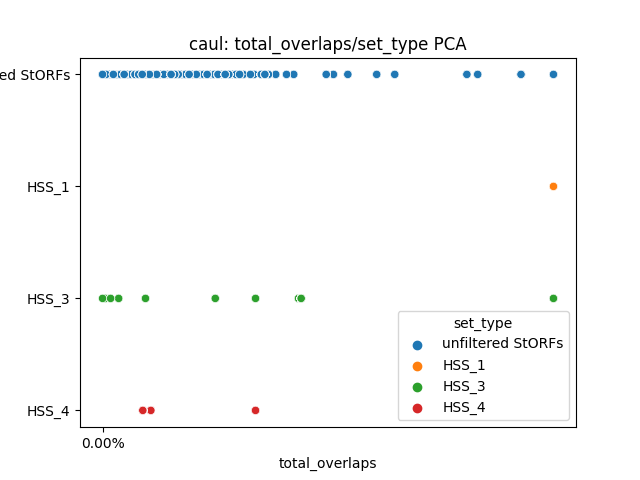 caul: total_overlaps/set_type PCA
ed StORFs
HSS_1
HSS_3
HSS_4
set_type
unfiltered StORFs
HSS_1
HSS_3
HSS_4
0.00%
total_overlaps